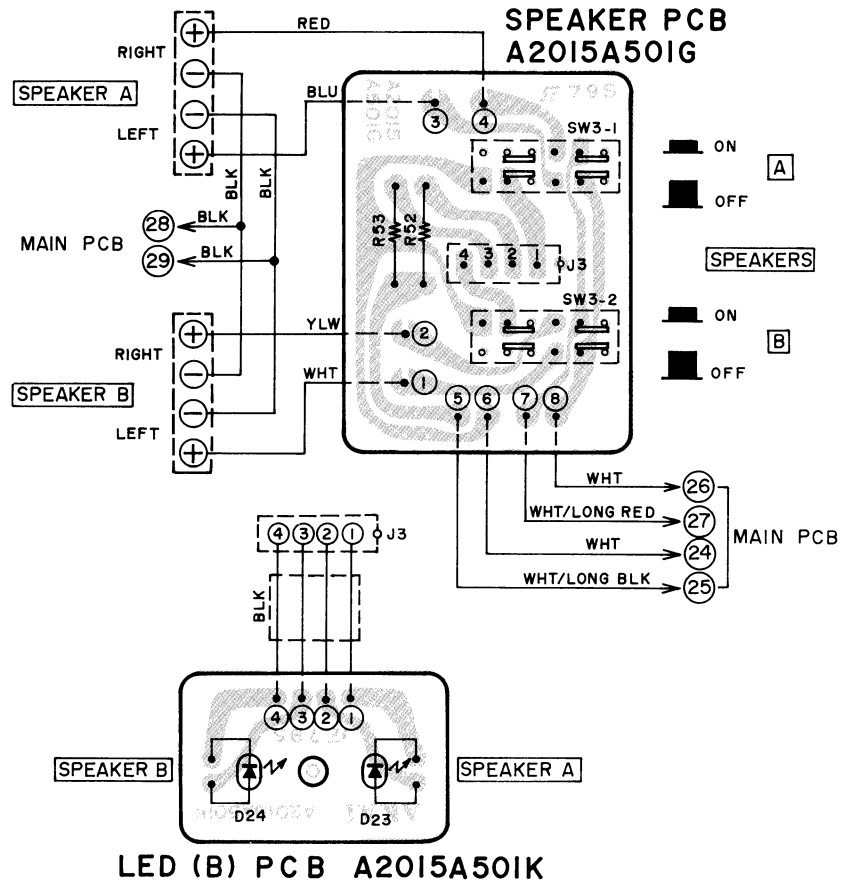 SPEAKER PCB
A2015A501G
RED
RIGHT
SPEAKER A
LEFT
BLU
BLK
BLK
3
4
F 795
A2015
A501G
SW3-1
ON
A
OFF
28
BLK
MAIN PCB
29
BLK
R53
R52
4 3 2 1
J3
SPEAKERS
SW3-2
ON
B
OFF
YLW
2
RIGHT
SPEAKER B
WHT
1
LEFT
5 6 7 8
WHT
26
WHT/LONG RED
27
MAIN PCB
WHT
24
WHT/LONG BLK
25
4 3 2 1
J3
BLK
4 3 2 1
SPEAKER B
SPEAKER A
D24
D23
LED (B) PCB A2015A501K